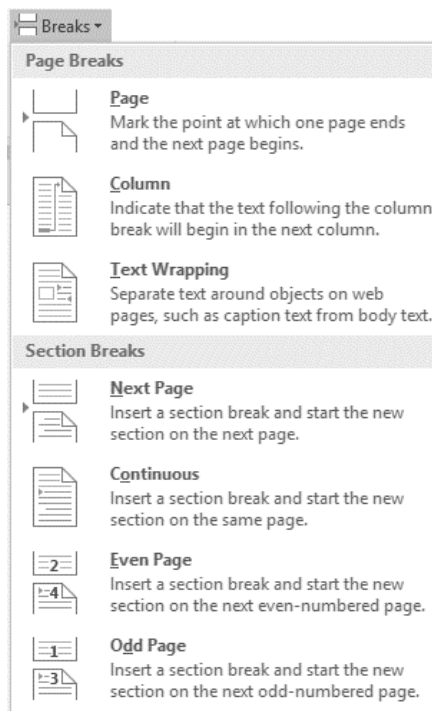 Breaks
Page Breaks
Page
Mark the point at which one page ends
and the next page begins.
Column
Indicate that the text following the column
break will begin in the next column.
Text Wrapping
Separate text around objects on web
pages, such as caption text from body text.
Section Breaks
Next Page
Insert a section break and start the new
section on the next page.
Continuous
Insert a section break and start the new
section on the same page.
Even Page
2
4
Insert a section break and start the new
section on the next even-numbered page.
Odd Page
1
3
Insert a section break and start the new
section on the next odd-numbered page.